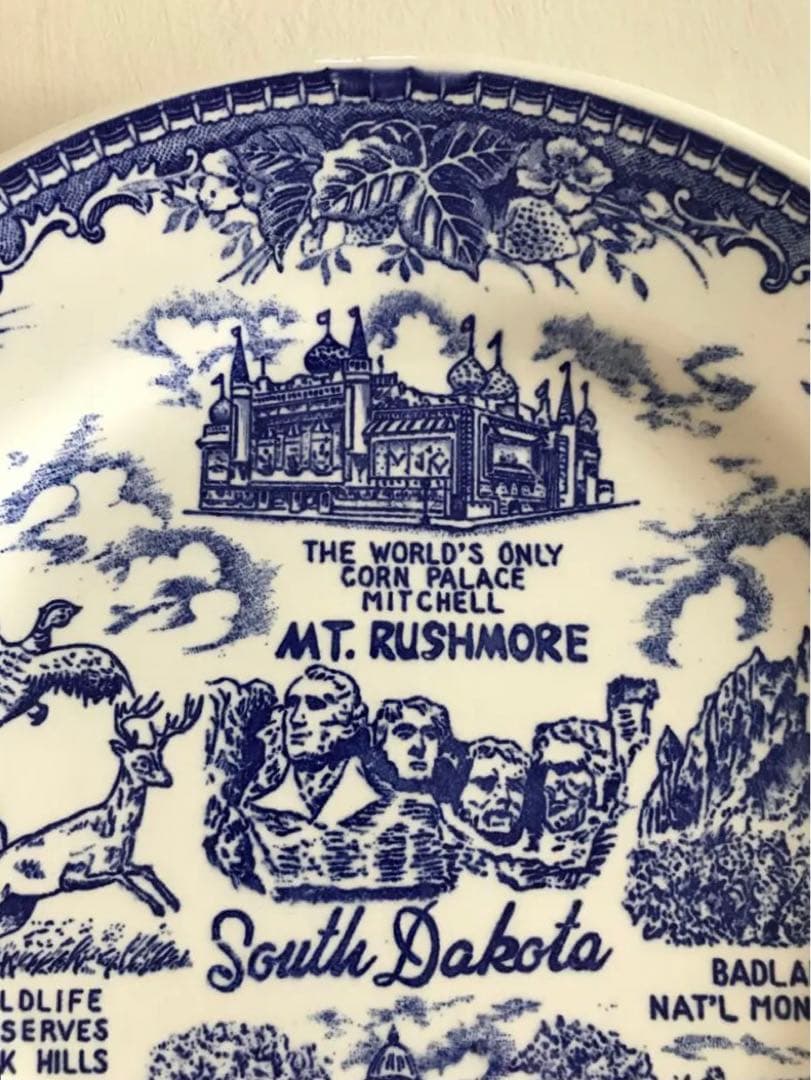 THE WORLD'S ONLY
CORN PALACE
MITCHELL
MT. RUSHMORE
South Dakota
BADLA
NAT'L MON
LDLIFE
SERVES
K HILLS